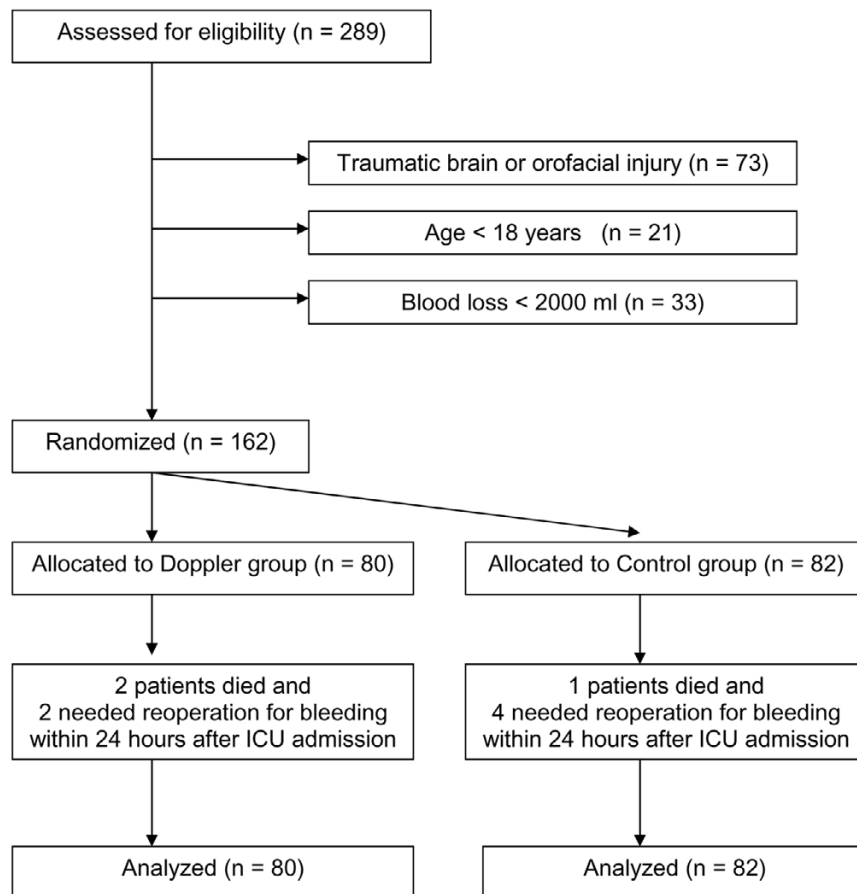 Assessed for eligibility (n = 289)
Traumatic brain or orofacial injury (n = 73)
Age < 18 years (n = 21)
Blood loss < 2000 ml (n = 33)
Randomized (n = 162)
Allocated to Doppler group (n = 80)
Allocated to Control group (n = 82)
2 patients died and
2 needed reoperation for bleeding
within 24 hours after ICU admission
1 patients died and
4 needed reoperation for bleeding
within 24 hours after ICU admission
Analyzed (n = 80)
Analyzed (n = 82)